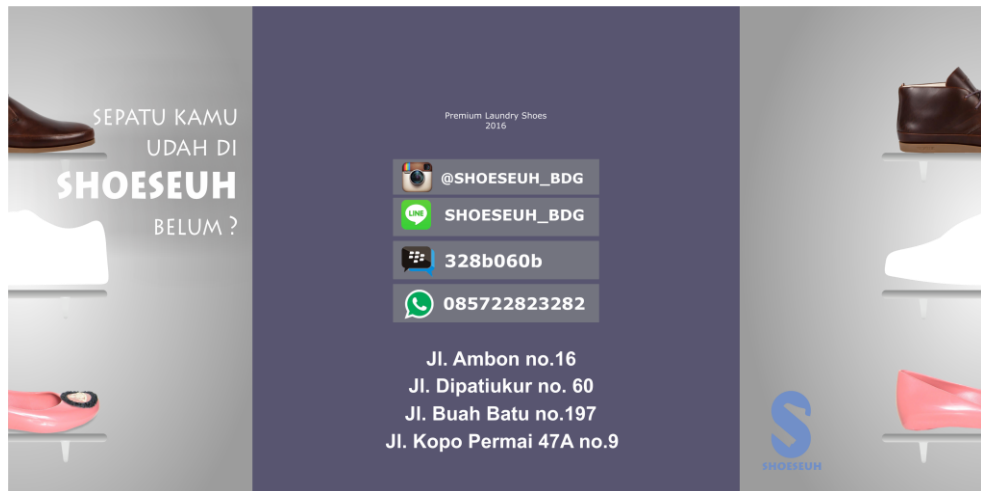 SEPATU KAMU
UDAH DI
SHOESEUH
BELUM ?
Premium Laundry Shoes
2016
@SHOESEUH_BDG
LINE
SHOESEUH_BDG
328b060b
085722823282
Jl. Ambon no.16
Jl. Dipatiukur no. 60
Jl. Buah Batu no.197
Jl. Kopo Permai 47A no.9
S
SHOESEUH